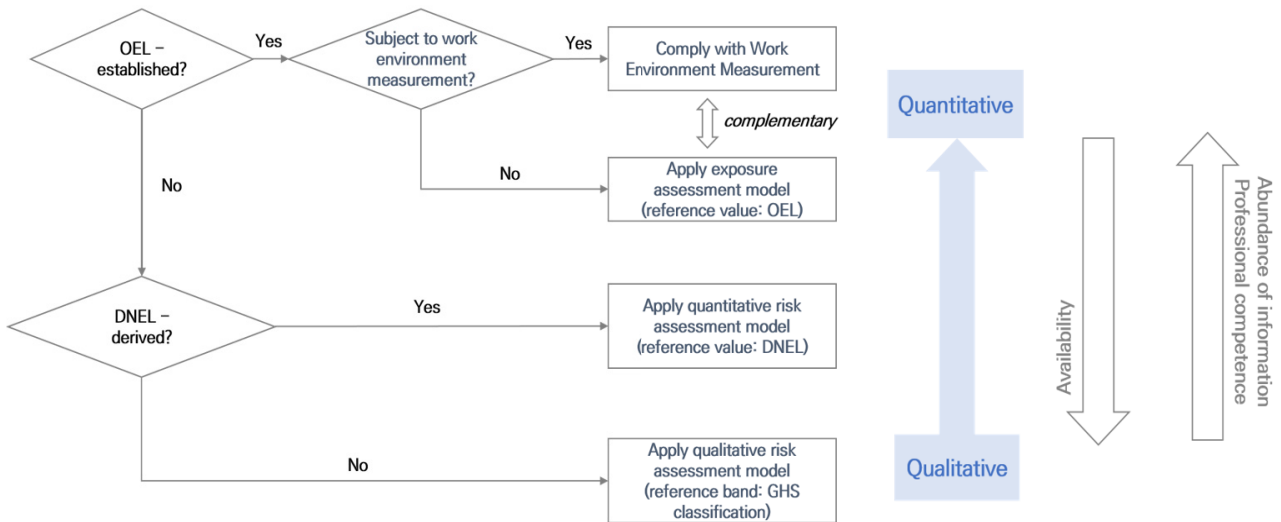 OEL –
established?
Yes
Subject to work
environment
measurement?
Yes
Comply with Work
Environment Measurement
complementary
No
Apply exposure
assessment model
(reference value: OEL)
No
DNEL –
derived?
Yes
Apply quantitative risk
assessment model
(reference value: DNEL)
No
Apply qualitative risk
assessment model
(reference band: GHS
classification)
Quantitative
Qualitative
Availability
Abundance of information
Professional competence